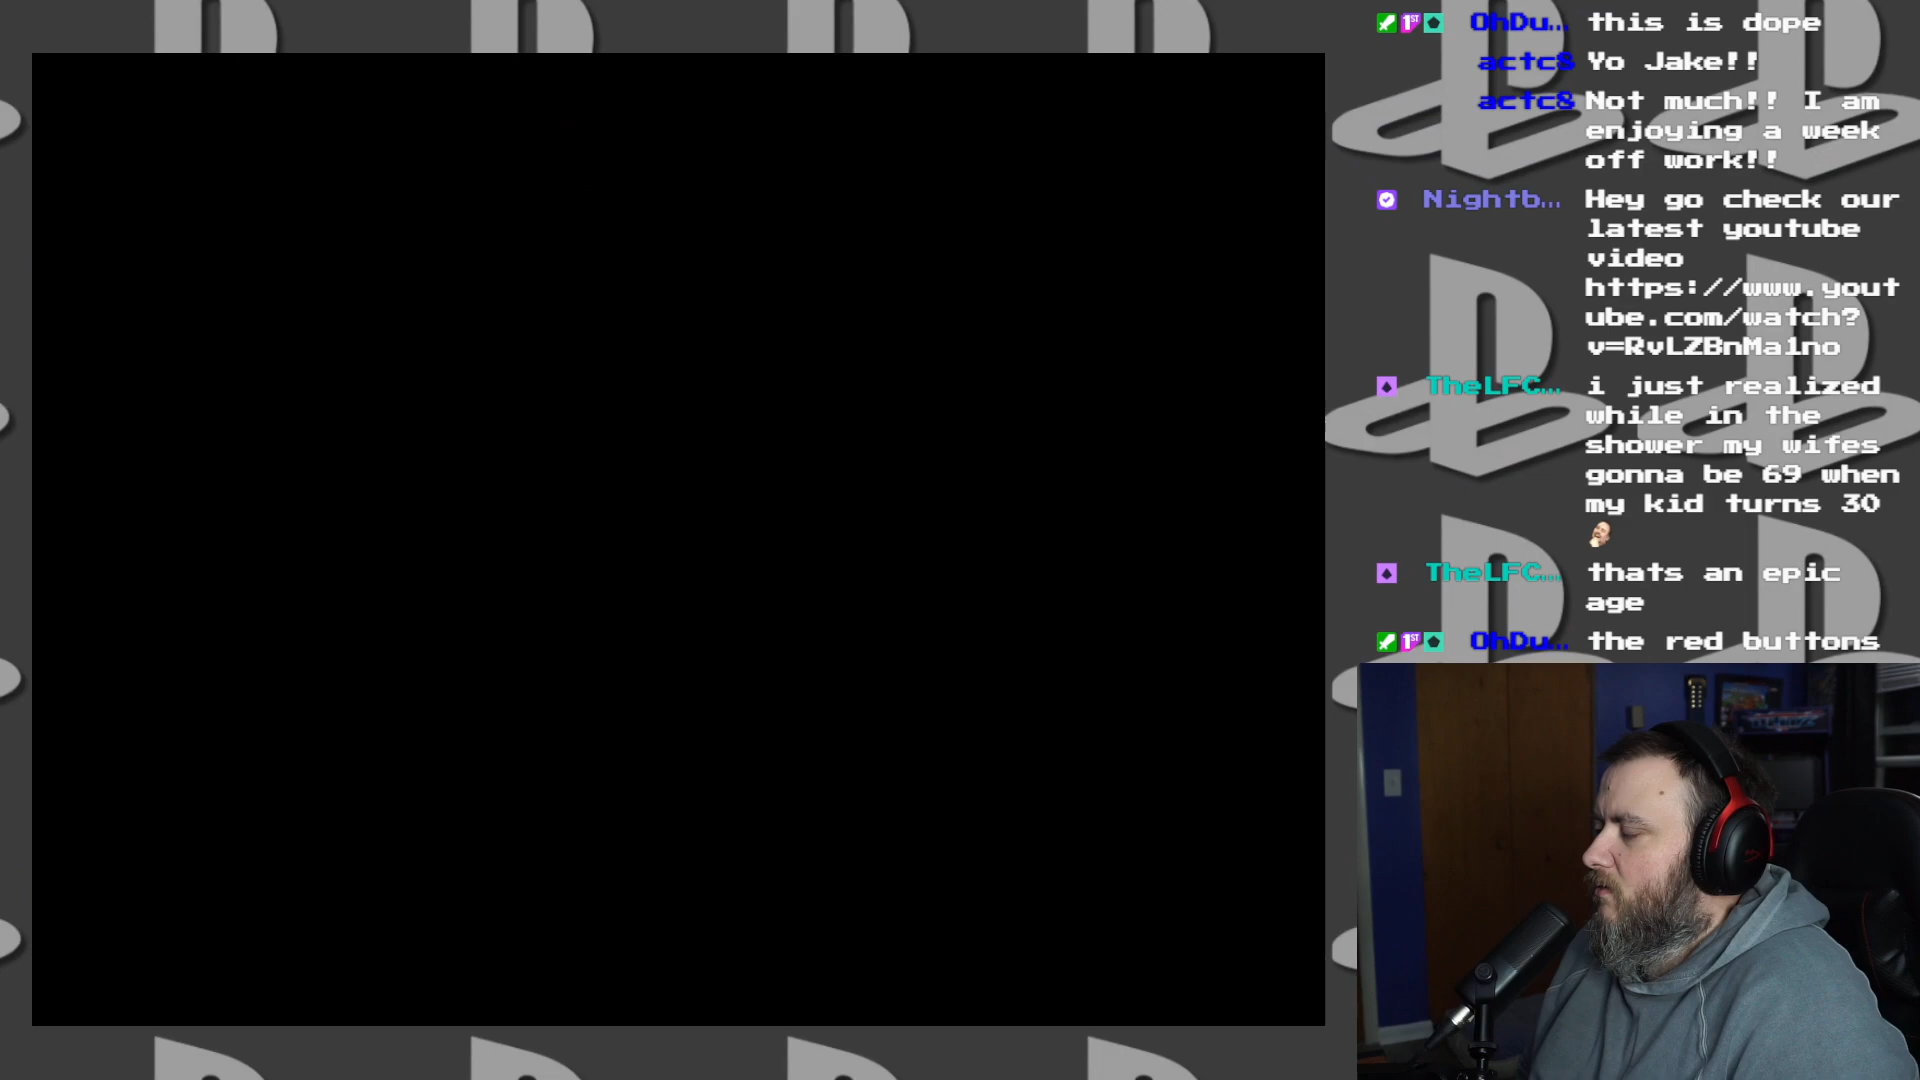 OhDu... this is dope
actc8 Yo Jake!!
actc8 Not much!! I am
enjoying a week
off work!!
Nightb... Hey go check our
latest youtube
video
https://www.yout
ube.com/watch?
v=RvLZBnMa1no
TheLFC... i just realized
while in the
shower my wifes
gonna be 69 when
my kid turns 30
TheLFC... thats an epic
age
OhDu... the red buttons